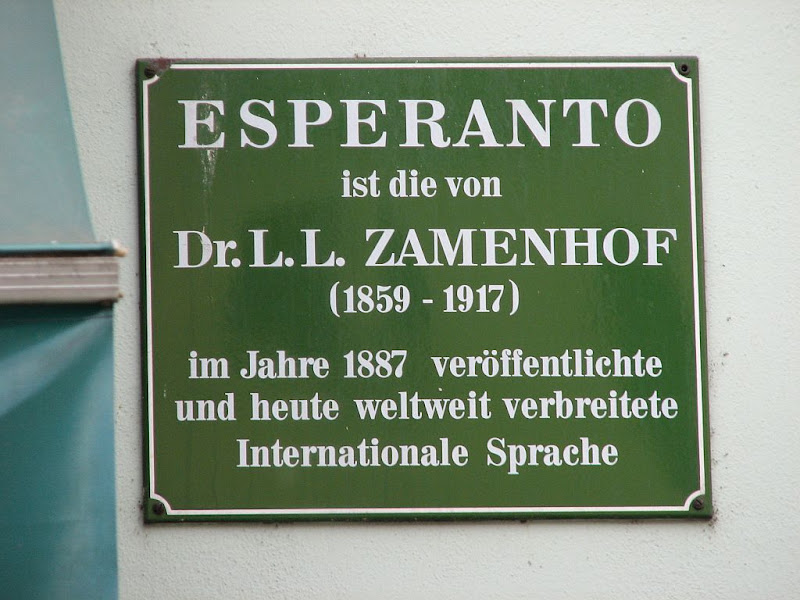 ESPERANTO
ist die von
Dr. L. L. ZAMENHOF
(1859 - 1917)
im Jahre 1887 veröffentlichte
und heute weltweit verbreitete
Internationale Sprache